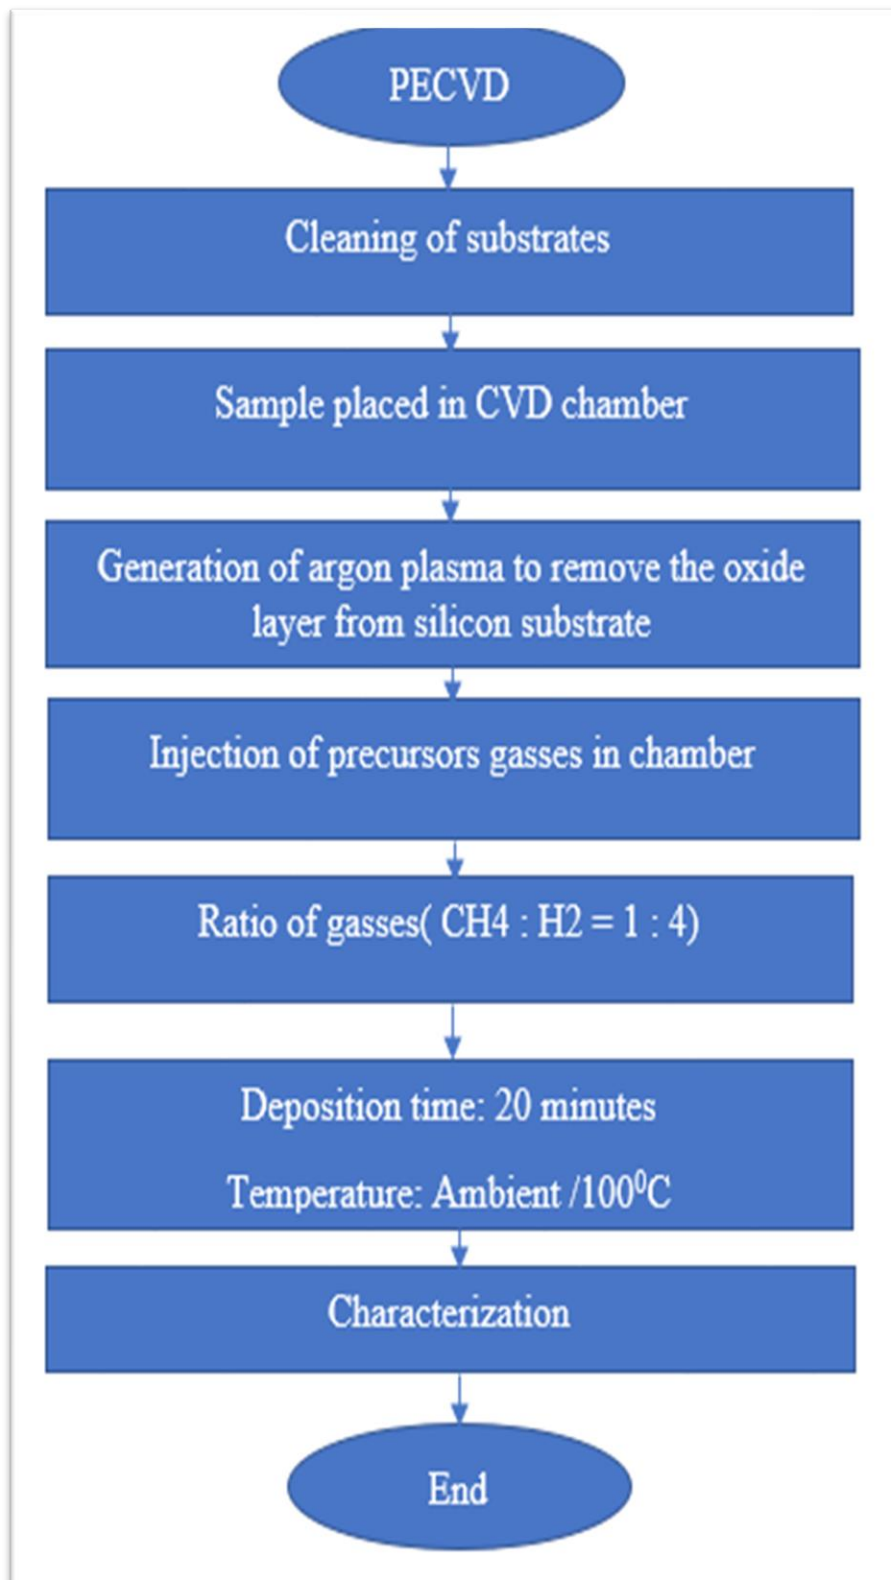 PECVD
Cleaning of substrates
Sample placed in CVD chamber
Generation of argon plasma to remove the oxide
layer from silicon substrate
Injection of precursors gasses in chamber
Ratio of gasses( CH4 : H2 = 1 : 4)
Deposition time: 20 minutes
Temperature: Ambient /100⁰C
Characterization
End